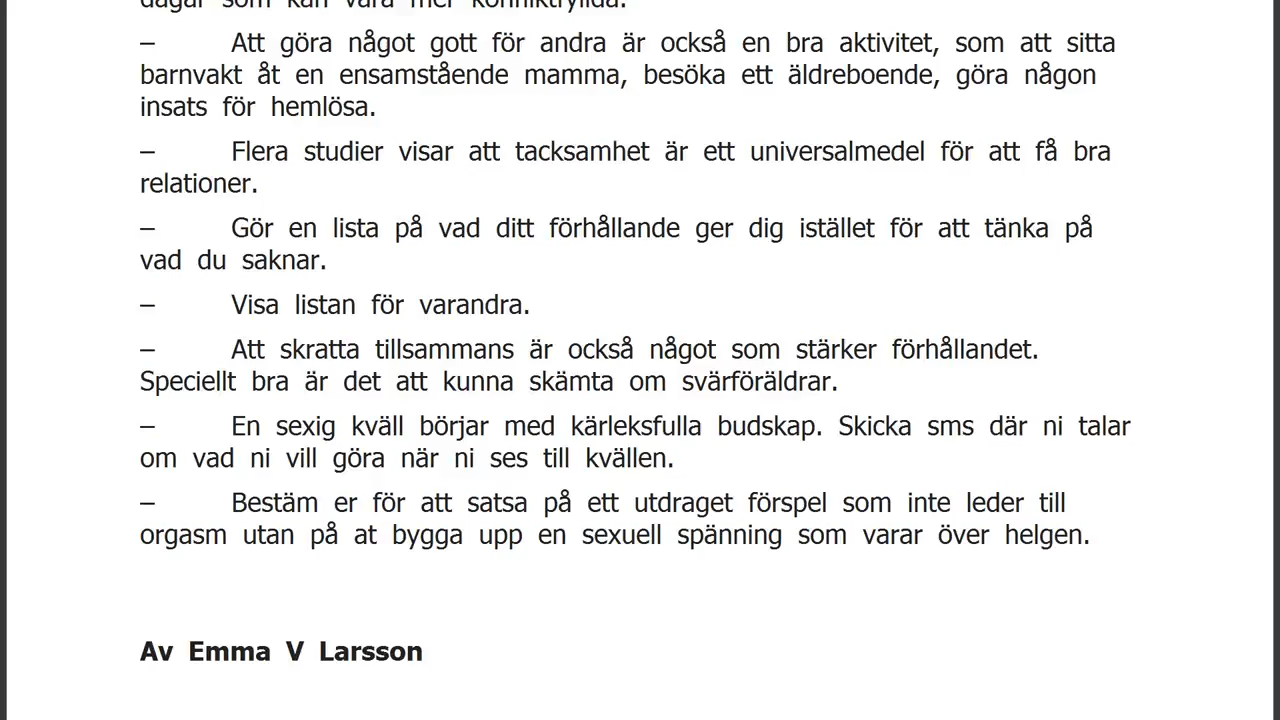 dagar som kan vara mer konfliktfyllda.
– Att göra något gott för andra är också en bra aktivitet, som att sitta
barnvakt åt en ensamstående mamma, besöka ett äldreboende, göra någon
insats för hemlösa.
– Flera studier visar att tacksamhet är ett universalmedel för att få bra
relationer.
– Gör en lista på vad ditt förhållande ger dig istället för att tänka på
vad du saknar.
– Visa listan för varandra.
– Att skratta tillsammans är också något som stärker förhållandet.
Speciellt bra är det att kunna skämta om svärföräldrar.
– En sexig kväll börjar med kärleksfulla budskap. Skicka sms där ni talar
om vad ni vill göra när ni ses till kvällen.
– Bestäm er för att satsa på ett utdraget förspel som inte leder till
orgasm utan på at bygga upp en sexuell spänning som varar över helgen.
Av Emma V Larsson